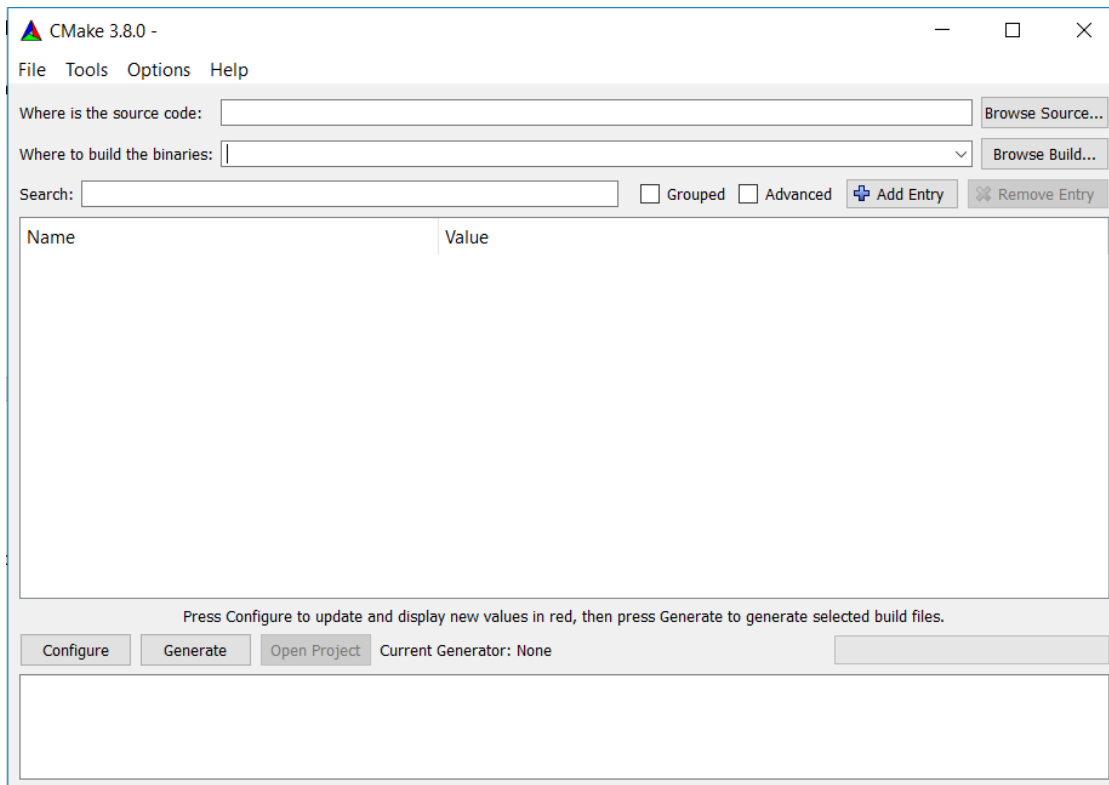 CMake 3.8.0 -
File Tools Options Help
Where is the source code: Browse Source...
Where to build the binaries: Browse Build...
Search: Grouped Advanced Add Entry Remove Entry
Name Value
Press Configure to update and display new values in red, then press Generate to generate selected build files.
Configure Generate Open Project Current Generator: None